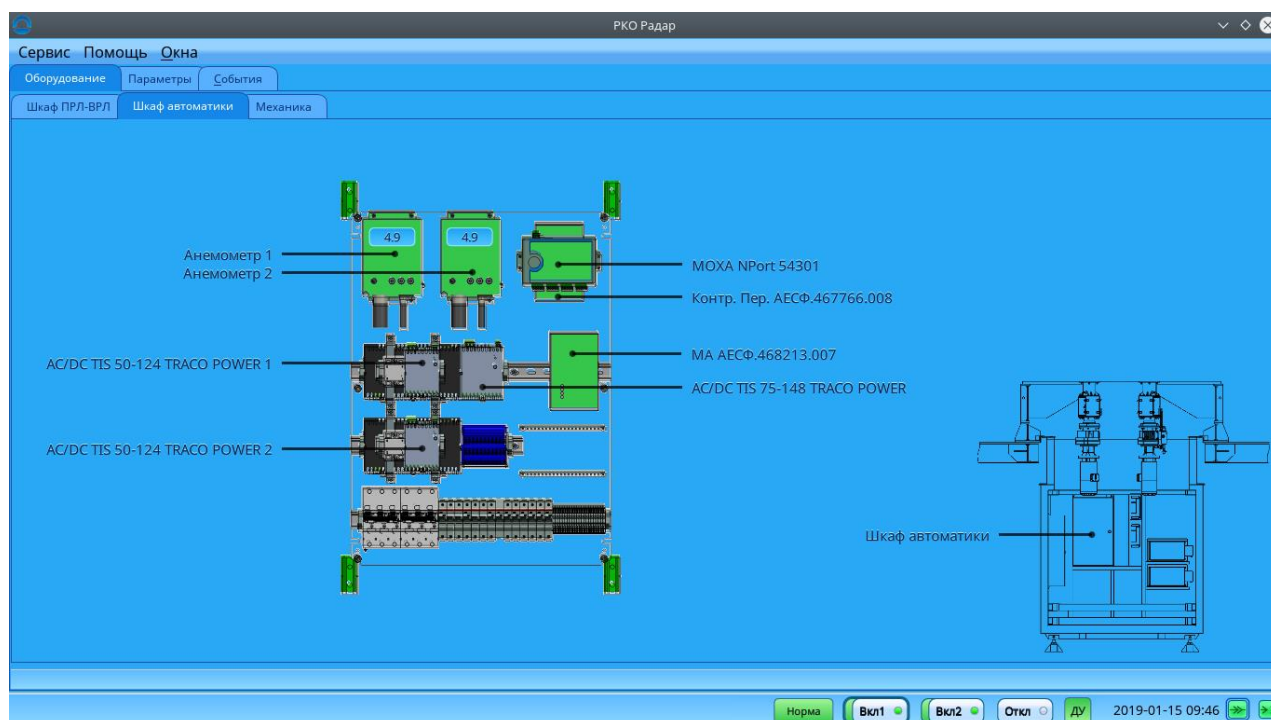 РКО Радар
Сервис Помощь Окна
Оборудование Параметры События
Шкаф ПРЛ-ВРЛ Шкаф автоматики Механика
4.9 4.9
Анемометр 1
Анемометр 2
MOXA NPort 54301
Контр. Пер. АЕСФ.467766.008
МА АЕСФ.468213.007
AC/DC TIS 50-124 TRACO POWER 1
AC/DC TIS 75-148 TRACO POWER
AC/DC TIS 50-124 TRACO POWER 2
Шкаф автоматики
Норма Вкл1 Вкл2 Откл ДУ 2019-01-15 09:46